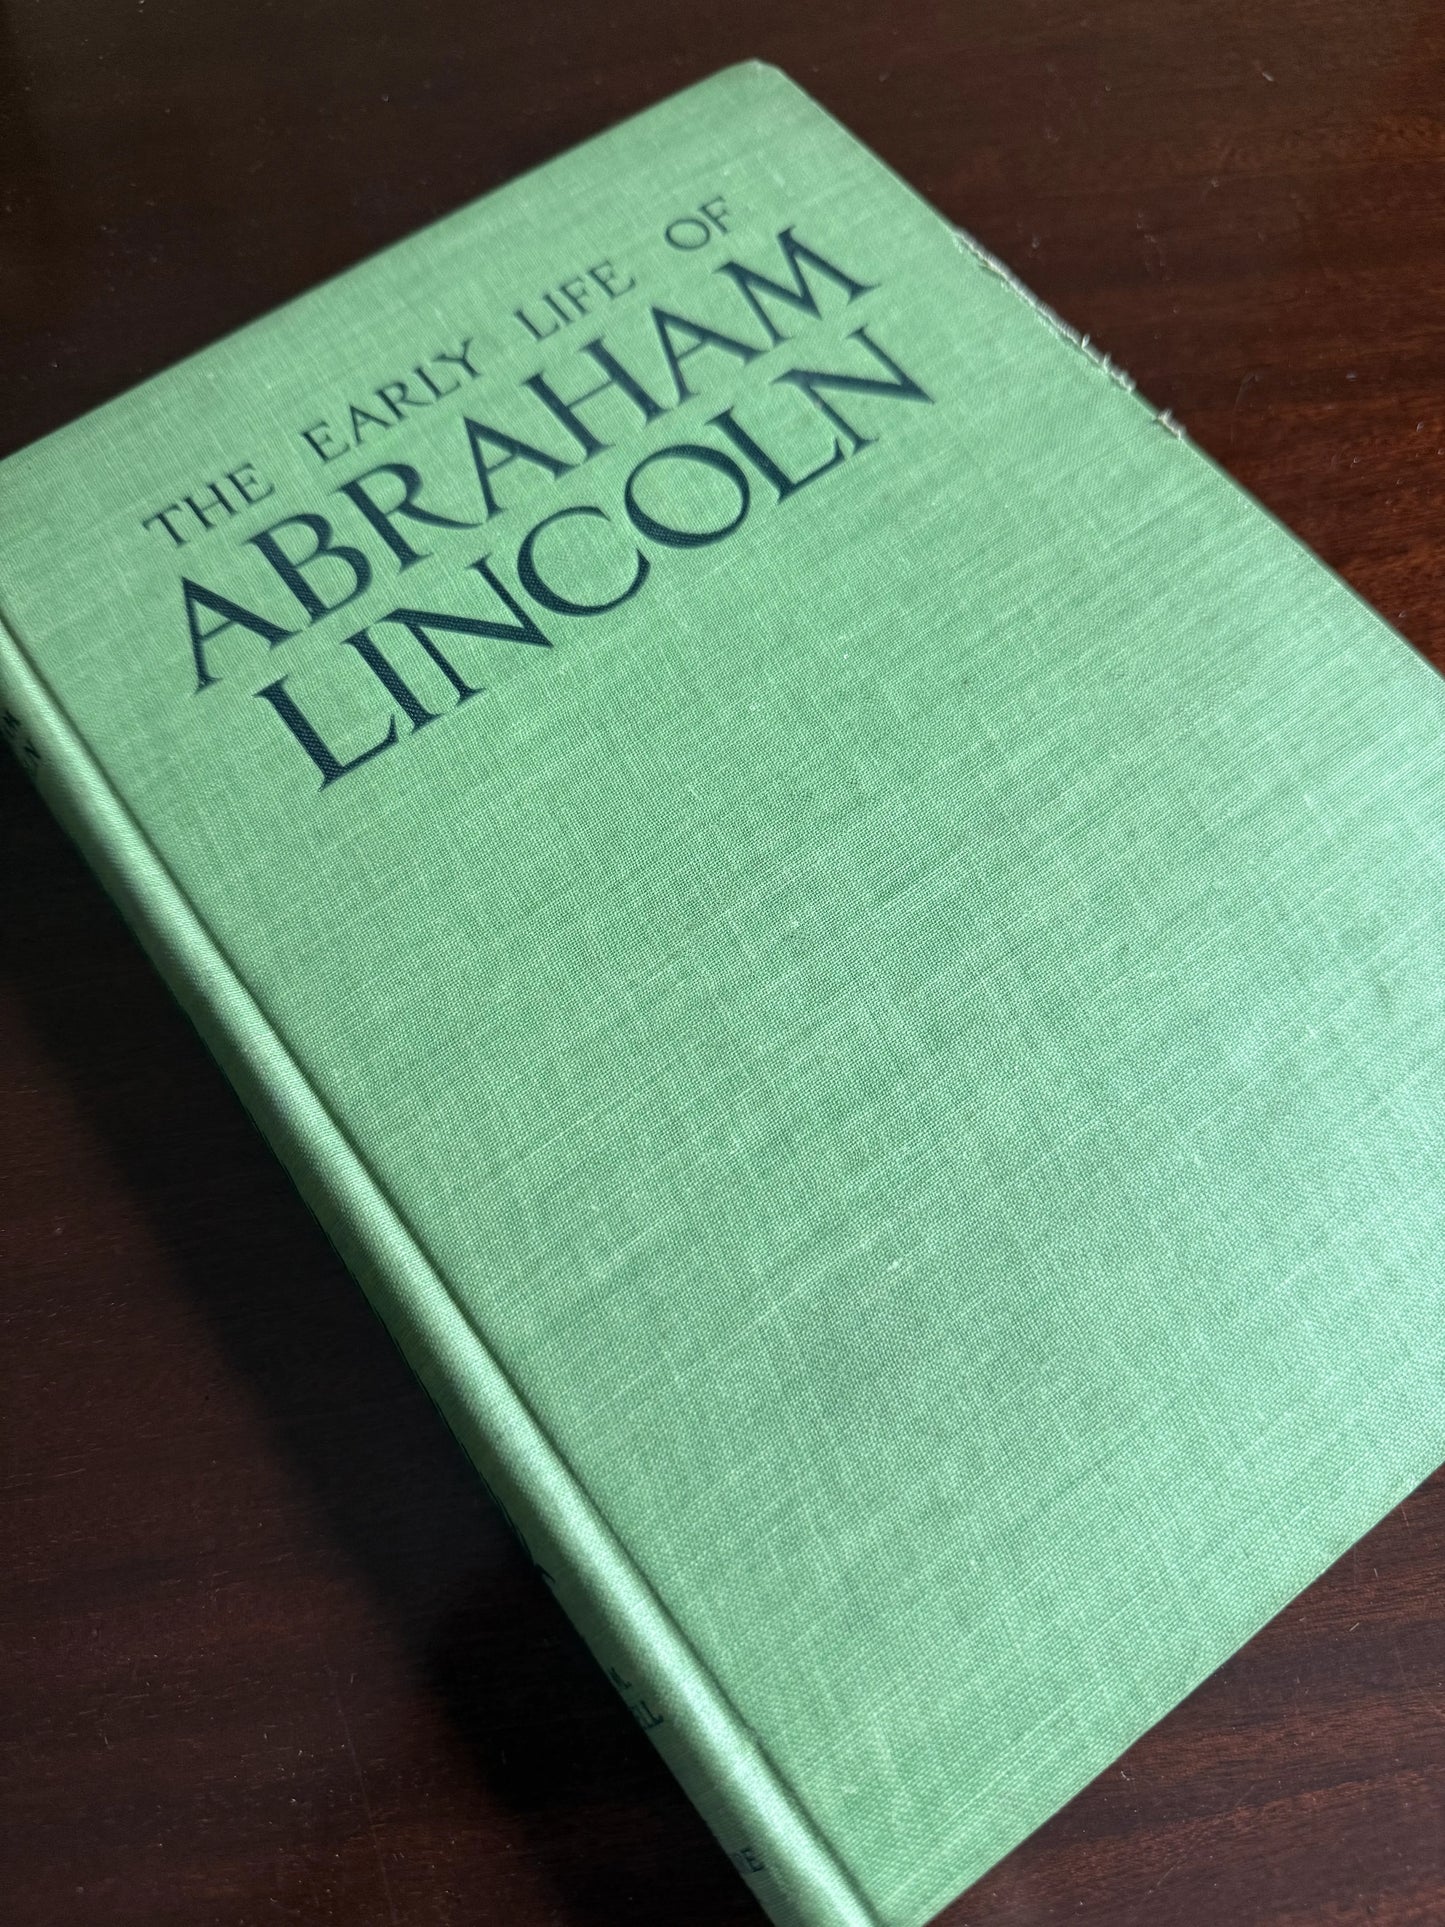 THE EARLY LIFE OF
ABRAHAM
LINCOLN